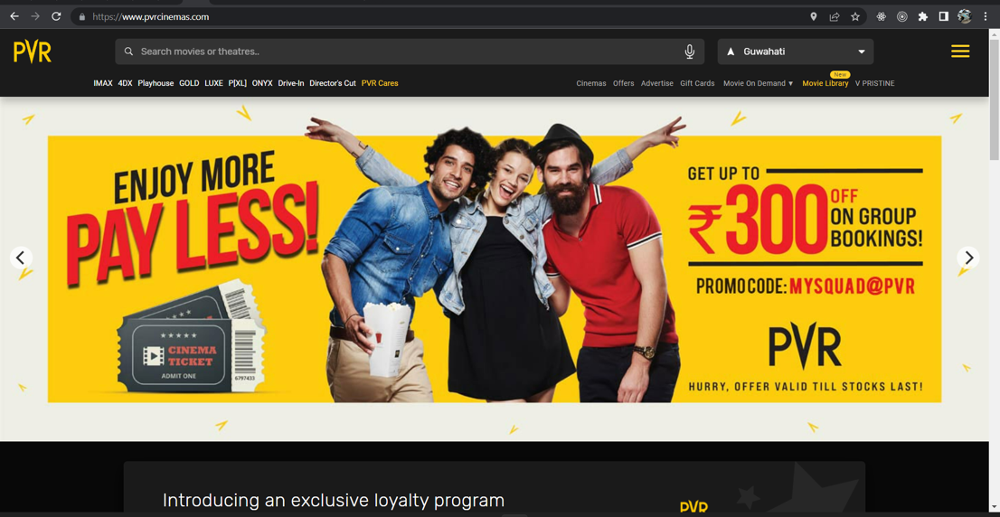 https://www.pvrcinemas.com
PVR
Search movies or theatres..
Guwahati
IMAX 4DX Playhouse GOLD LUXE P[XL] ONYX Drive-In Director's Cut PVR Cares
New
Cinemas Offers Advertise Gift Cards Movie On Demand ▾ Movie Library V PRISTINE
ENJOY MORE
PAY LESS!
CINEMA
TICKET
ADMIT ONE
6797433
GET UP TO
₹300 OFF
ON GROUP
BOOKINGS!
PROMOCODE: MYSQUAD@PVR
PVR
HURRY, OFFER VALID TILL STOCKS LAST!
Introducing an exclusive loyalty program
PVR